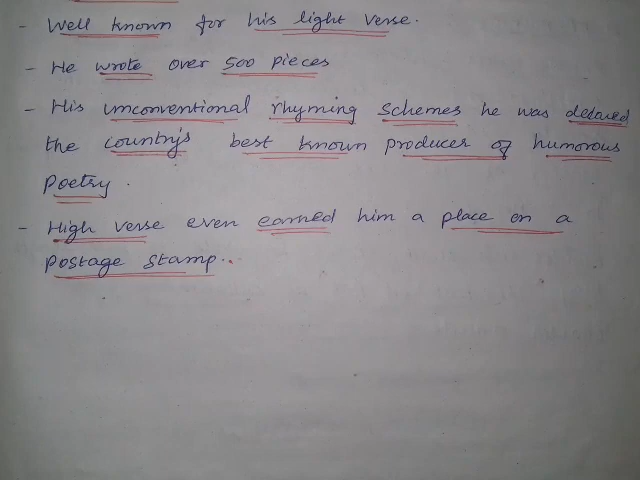 - Well known for his light verse.
- He wrote over 500 pieces
- His unconventional rhyming schemes he was delared
the country's best known producer of humorous
poetry.
- High verse even earned him a place on a
postage stamp.